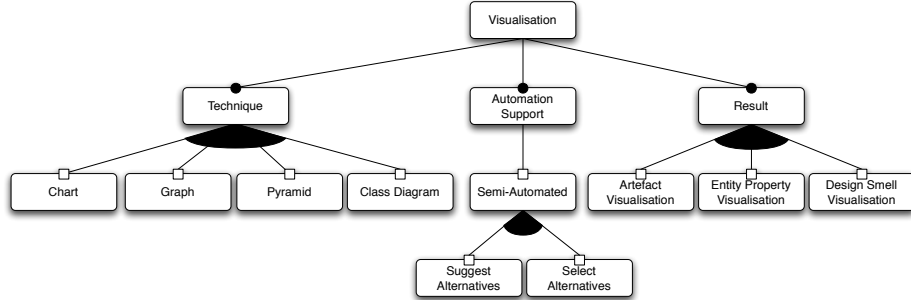 Visualisation
Technique
Automation
Support
Result
Chart
Graph
Pyramid
Class Diagram
Semi-Automated
Artefact
Visualisation
Entity Property
Visualisation
Design Smell
Visualisation
Suggest
Alternatives
Select
Alternatives